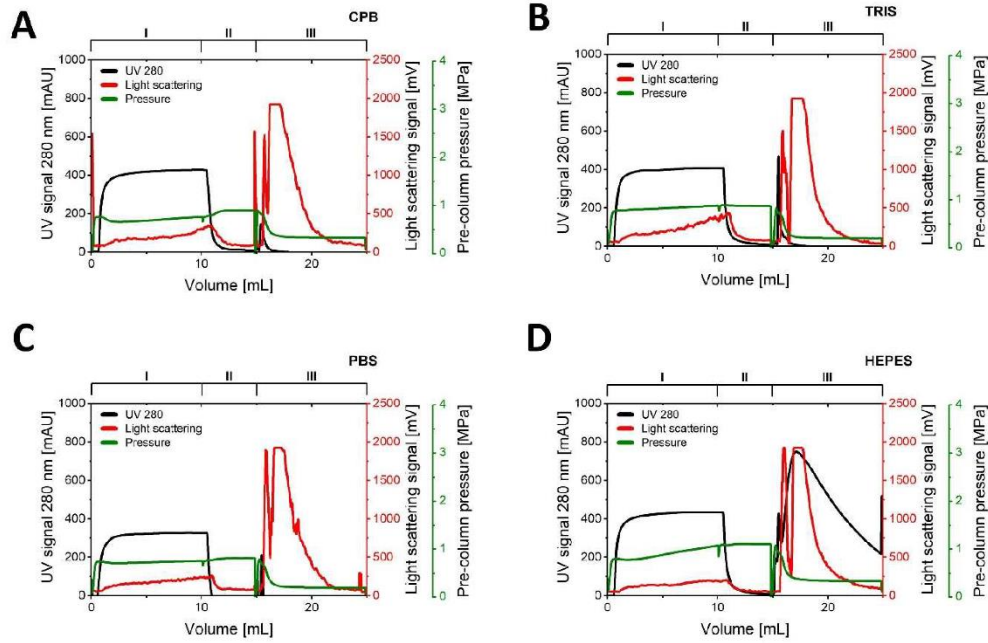 A
CPB
I II III
UV signal 280 nm [mAU]
1000
800
600
400
200
0
UV 280
Light scattering
Pressure
0 10 20
Volume [mL]
2500
2000
1500
1000
500
0
Light scattering signal [mV]
4
3
2
1
0
Pre-column pressure [MPa]
B
TRIS
I II III
UV signal 280 nm [mAU]
1000
800
600
400
200
0
UV 280
Light scattering
Pressure
0 10 20
Volume [mL]
2500
2000
1500
1000
500
0
Light scattering signal [mV]
4
3
2
1
0
Pre-column pressure [MPa]
C
PBS
I II III
UV signal 280 nm [mAU]
1000
800
600
400
200
0
UV 280
Light scattering
Pressure
0 10 20
Volume [mL]
2500
2000
1500
1000
500
0
Light scattering signal [mV]
4
3
2
1
0
Pre-column pressure [MPa]
D
HEPES
I II III
UV signal 280 nm [mAU]
1000
800
600
400
200
0
UV 280
Light scattering
Pressure
0 10 20
Volume [mL]
2500
2000
1500
1000
500
0
Light scattering signal [mV]
4
3
2
1
0
Pre-column pressure [MPa]